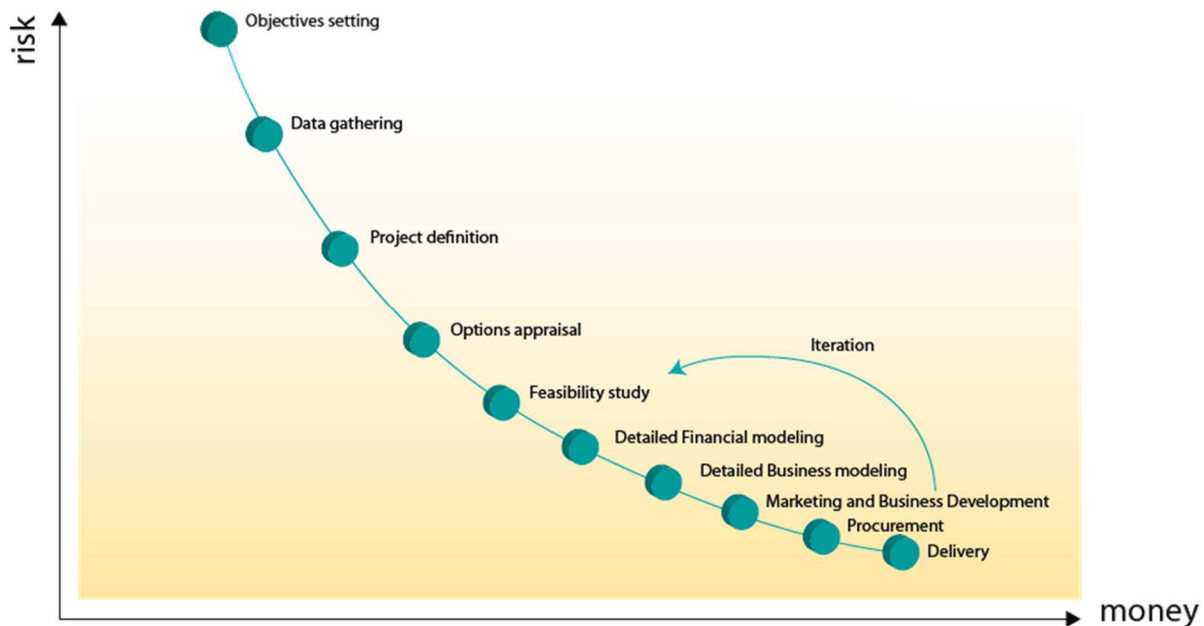 risk
Objectives setting
Data gathering
Project definition
Options appraisal
Iteration
Feasibility study
Detailed Financial modeling
Detailed Business modeling
Marketing and Business Development
Procurement
Delivery
money